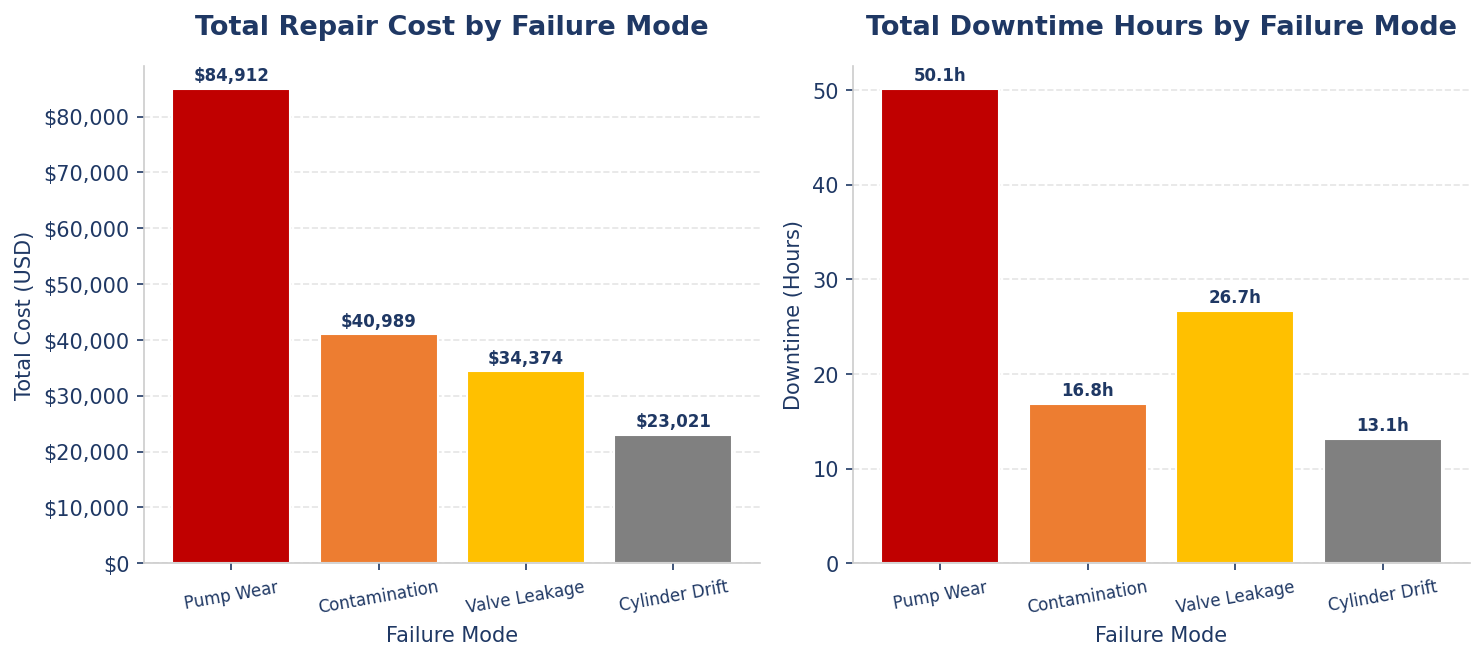 Total Repair Cost by Failure Mode
Total Cost (USD)
$80,000
$70,000
$60,000
$50,000
$40,000
$30,000
$20,000
$10,000
$0
$84,912
$40,989
$34,374
$23,021
Pump Wear
Contamination
Valve Leakage
Cylinder Drift
Failure Mode
Total Downtime Hours by Failure Mode
Downtime (Hours)
50
40
30
20
10
0
50.1h
16.8h
26.7h
13.1h
Pump Wear
Contamination
Valve Leakage
Cylinder Drift
Failure Mode